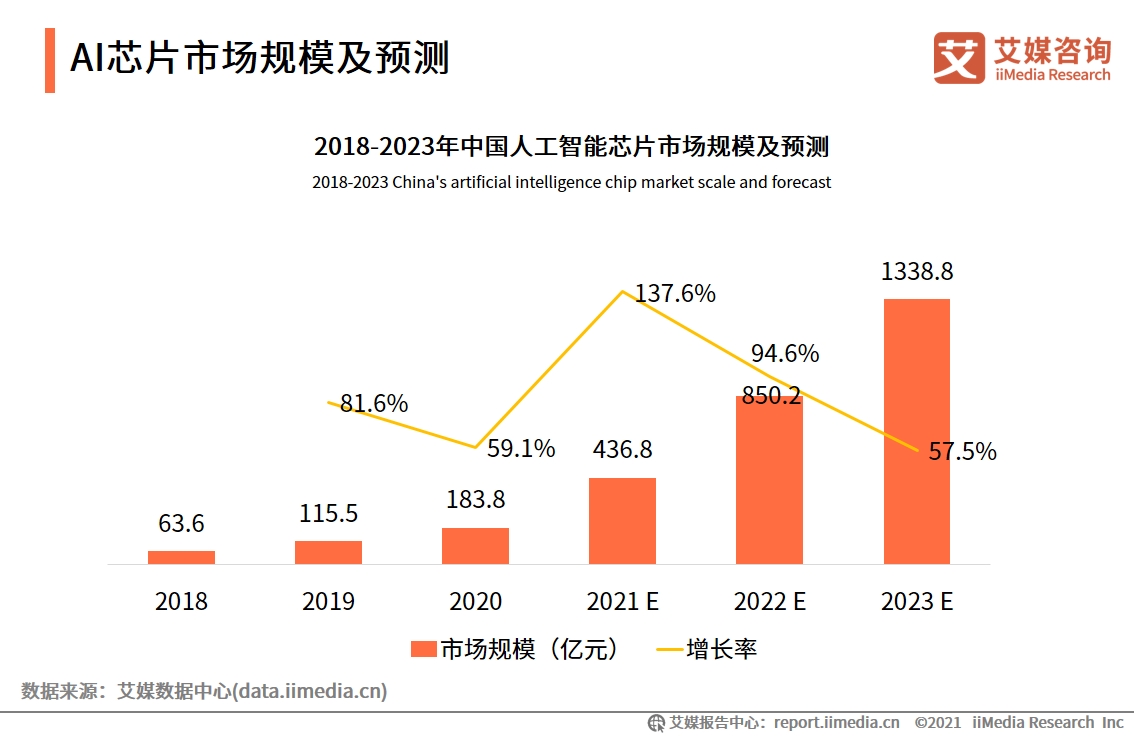 AI芯片市场规模及预测
艾媒咨询
iiMedia Research
2018-2023年中国人工智能芯片市场规模及预测
2018-2023 China's artificial intelligence chip market scale and forecast
1338.8
137.6%
94.6%
850.2
81.6%
59.1%
436.8
57.5%
183.8
115.5
63.6
2018 2019 2020 2021 E 2022 E 2023 E
市场规模（亿元） 增长率
数据来源：艾媒数据中心(data.iimedia.cn)
艾媒报告中心：report.iimedia.cn ©2021 iiMedia Research Inc